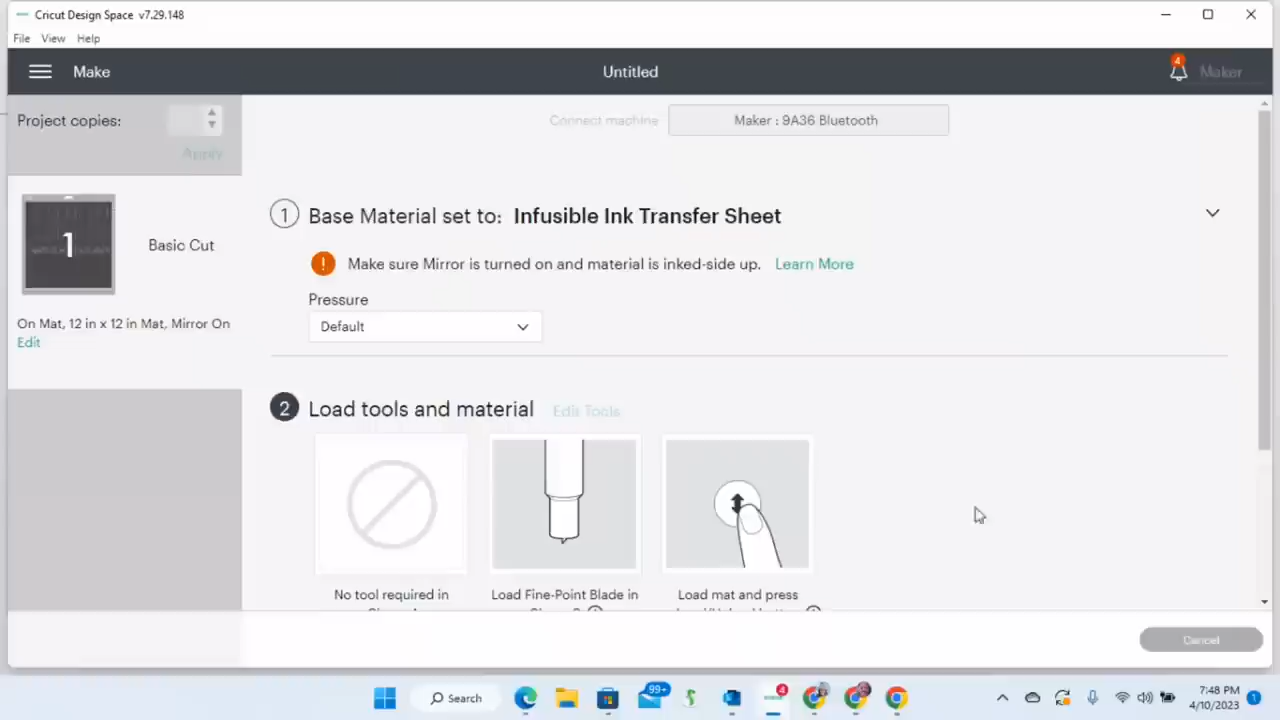 Cricut Design Space v7.29.148
File View Help
Make
Untitled
4
Maker
Project copies:
Apply
Connect machine
Maker : 9A36 Bluetooth
1
Basic Cut
On Mat, 12 in x 12 in Mat, Mirror On
Edit
1 Base Material set to: Infusible Ink Transfer Sheet
! Make sure Mirror is turned on and material is inked-side up. Learn More
Pressure
Default
2 Load tools and material Edit Tools
No tool required in
Load Fine-Point Blade in
Load mat and press
Cancel
Search
99+
4
7:48 PM
4/10/2023
1